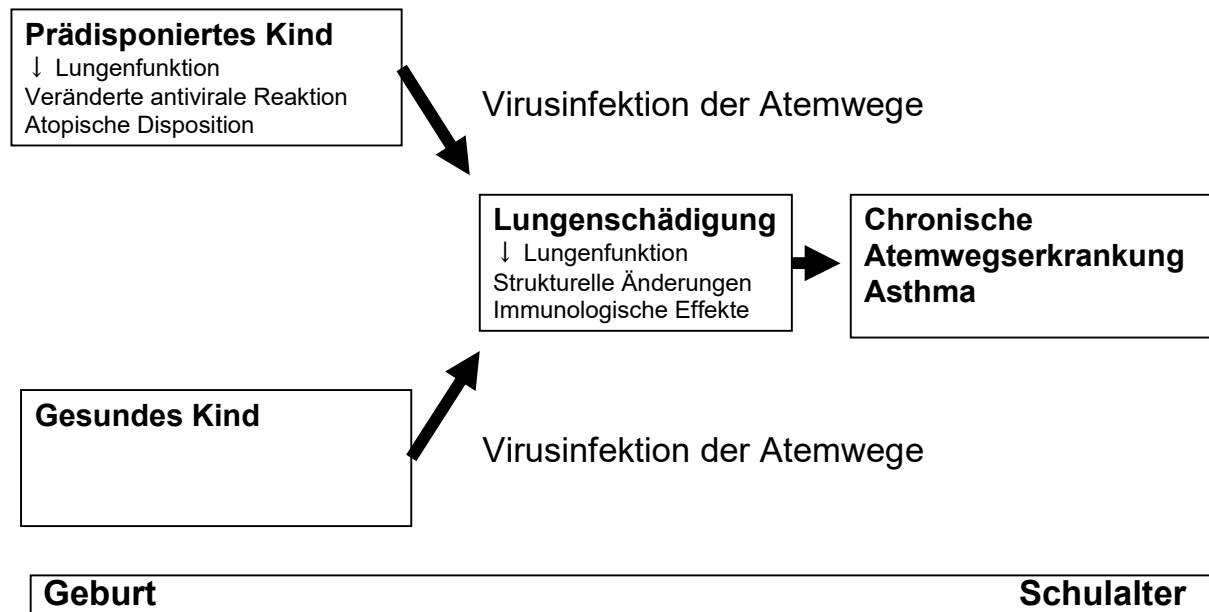 Prädisponiertes Kind
↓ Lungenfunktion
Veränderte antivirale Reaktion
Atopische Disposition
Virusinfektion der Atemwege
Lungenschädigung
↓ Lungenfunktion
Strukturelle Änderungen
Immunologische Effekte
Chronische
Atemwegserkrankung
Asthma
Gesundes Kind
Virusinfektion der Atemwege
Geburt Schulalter